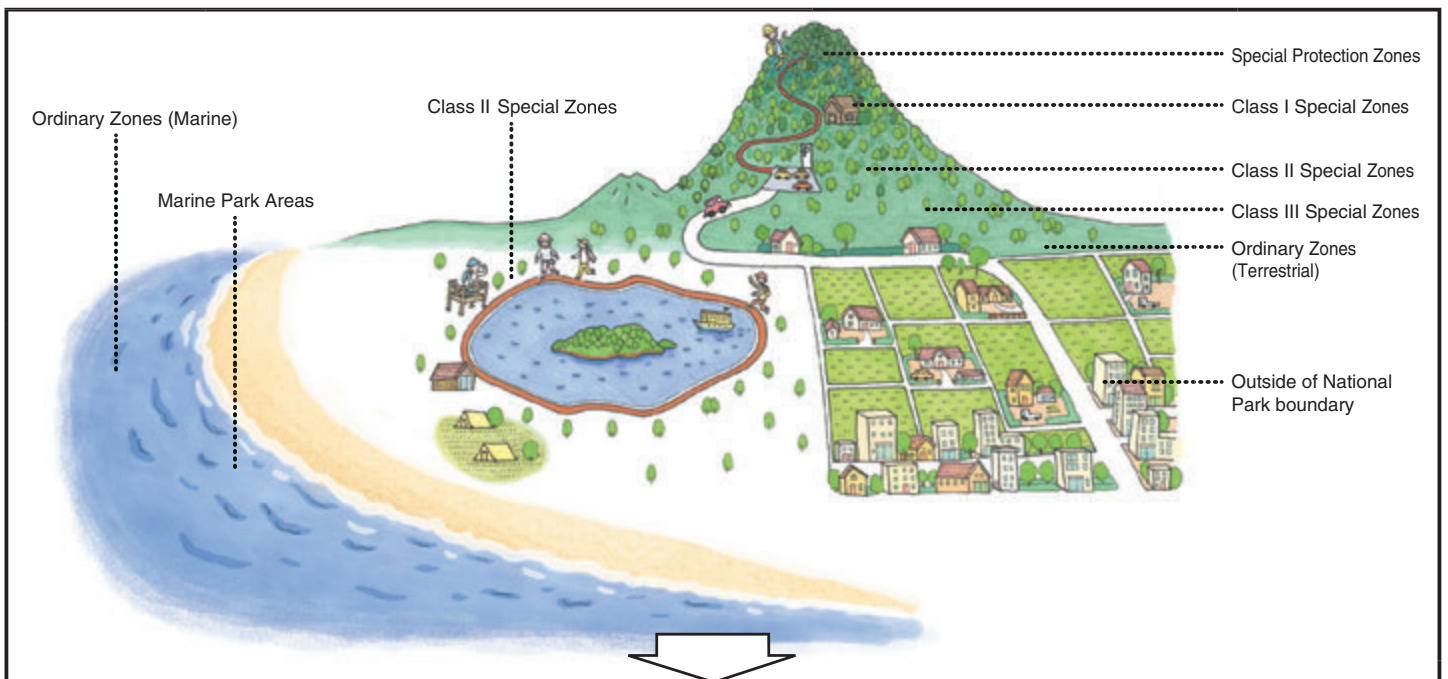 Special Protection Zones
Class II Special Zones
Class I Special Zones
Ordinary Zones (Marine)
Class II Special Zones
Marine Park Areas
Class III Special Zones
Ordinary Zones
(Terrestrial)
Outside of National
Park boundary